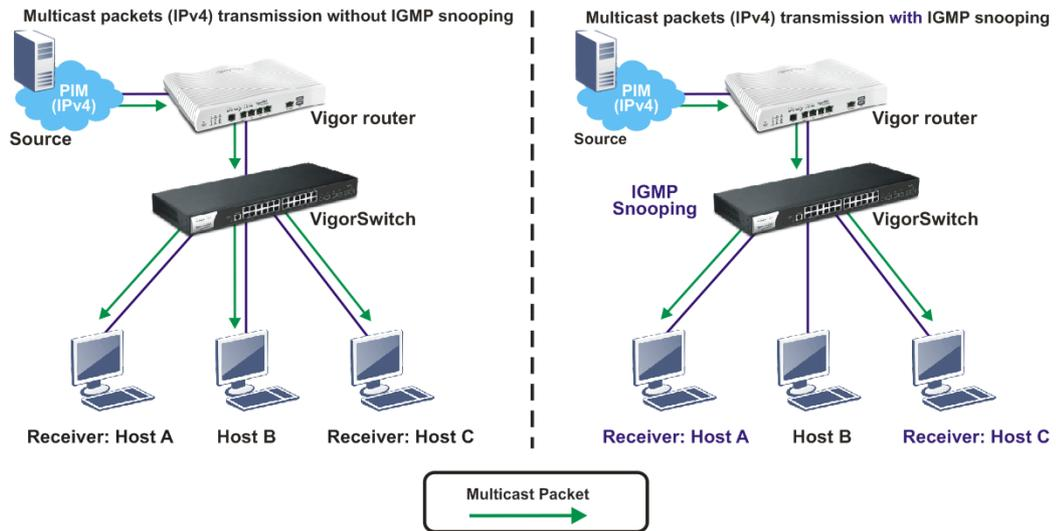 Multicast packets (IPv4) transmission without IGMP snooping
PIM
(IPv4)
Source
Vigor router
VigorSwitch
Receiver: Host A
Host B
Receiver: Host C
Multicast packets (IPv4) transmission with IGMP snooping
PIM
(IPv4)
Source
Vigor router
IGMP
Snooping
VigorSwitch
Receiver: Host A
Host B
Receiver: Host C
Multicast Packet